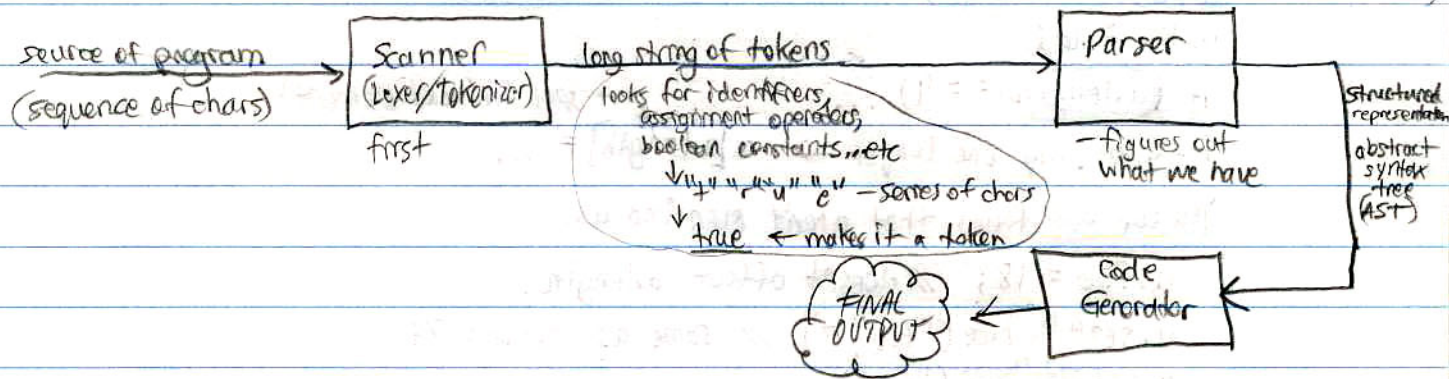 source of program
(sequence of chars)
Scanner
(Lexer/tokenizer)
first
long string of tokens
looks for identifiers,
assignment operators,
boolean constants...etc
↓ "t" "r" "u" "e" - series of chars
↓
true ← makes it a token
Parser
- figures out
what we have
structured
representation
abstract
syntax
tree
(AST)
Code
Generator
FINAL
OUTPUT